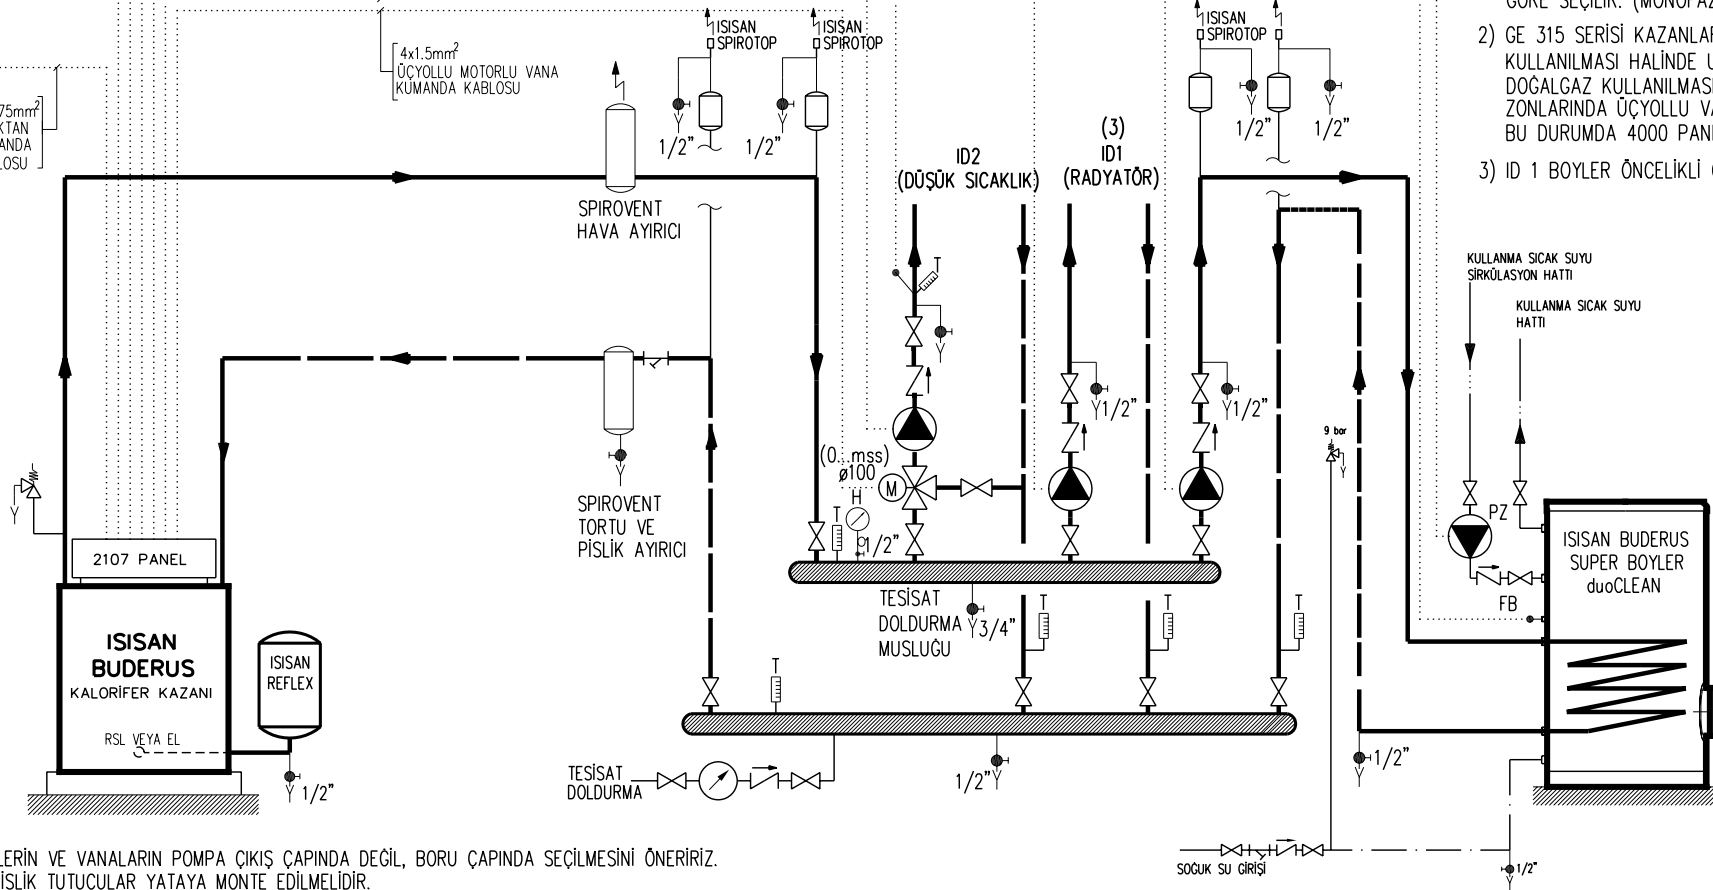 GÖRE SEÇİLİR. (MONOFAZ
2) GE 315 SERİSİ KAZANLAR
KULLANILMASI HALİNDE
DOĞALGAZ KULLANILMASI
ZONLARINDA ÜÇYOLLU
BU DURUMDA 4000
3) ID 1 BOYLER ÖNCELİKLİ
4x1.5mm²
ÜÇYOLLU MOTORLU VANA
KUMANDA KABLOSU
75mm²
ISISAN
SPIROTOP
ISISAN
SPIROTOP
ISISAN
SPIROTOP
1/2"
1/2"
1/2"
1/2"
SPIROVENT
HAVA AYIRICI
ID2
(DÜŞÜK SICAKLIK)
(3)
ID1
(RADYATÖR)
KULLANMA SICAK SUYU
SİRKÜLASYON HATTI
KULLANMA SICAK SUYU
HATTI
T
1/2"
1/2"
9 bar
(0...mss)
ø100
M
H
T
1/2"
SPIROVENT
TORTU VE
PİSLİK AYIRICI
2107 PANEL
ISISAN
BUDERUS
KALORİFER KAZANI
RSL VEYA EL
ISISAN
REFLEX
1/2"
TESİSAT
DOLDURMA
MUSLUĞU
3/4"
T
T
T
T
PZ
FB
ISISAN BUDERUS
SUPER BOYLER
duoCLEAN
TESİSAT
DOLDURMA
1/2"
1/2"
SOĞUK SU GİRİŞİ
1/2"
LERİN VE VANALARIN POMPA ÇIKIŞ ÇAPINDA DEĞİL, BORU ÇAPINDA SEÇİLMESİNİ ÖNERİRİZ.
İSLİK TUTUCULAR YATAYA MONTE EDİLMELİDİR.